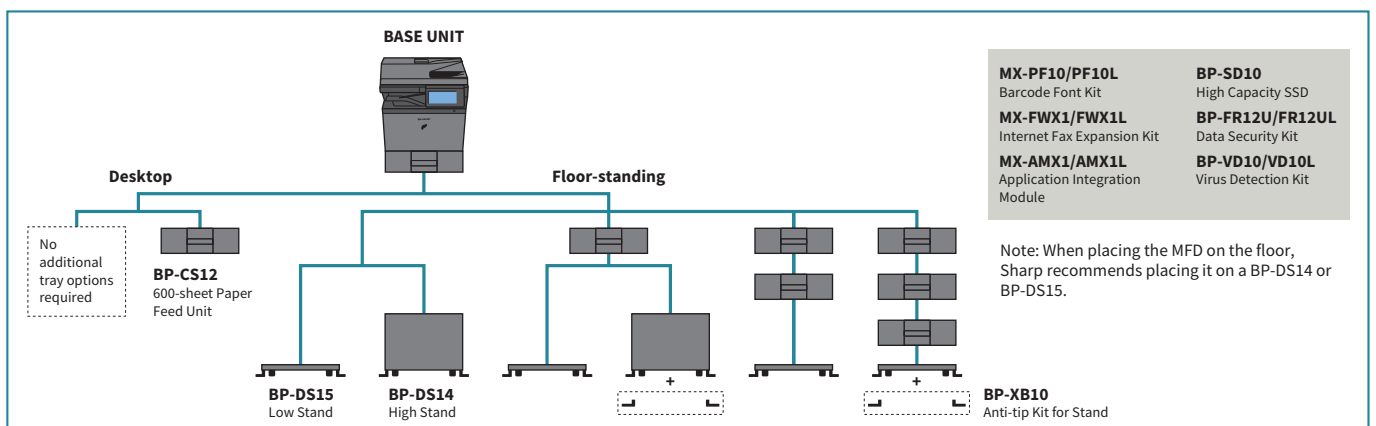 BASE UNIT
Desktop
Floor-standing
No
additional
tray options
required
BP-CS12
600-sheet Paper
Feed Unit
BP-DS15
Low Stand
BP-DS14
High Stand
+
+
BP-XB10
Anti-tip Kit for Stand
MX-PF10/PF10L
Barcode Font Kit
MX-FWX1/FWX1L
Internet Fax Expansion Kit
MX-AMX1/AMX1L
Application Integration
Module
BP-SD10
High Capacity SSD
BP-FR12U/FR12UL
Data Security Kit
BP-VD10/VD10L
Virus Detection Kit
Note: When placing the MFD on the floor,
Sharp recommends placing it on a BP-DS14 or
BP-DS15.